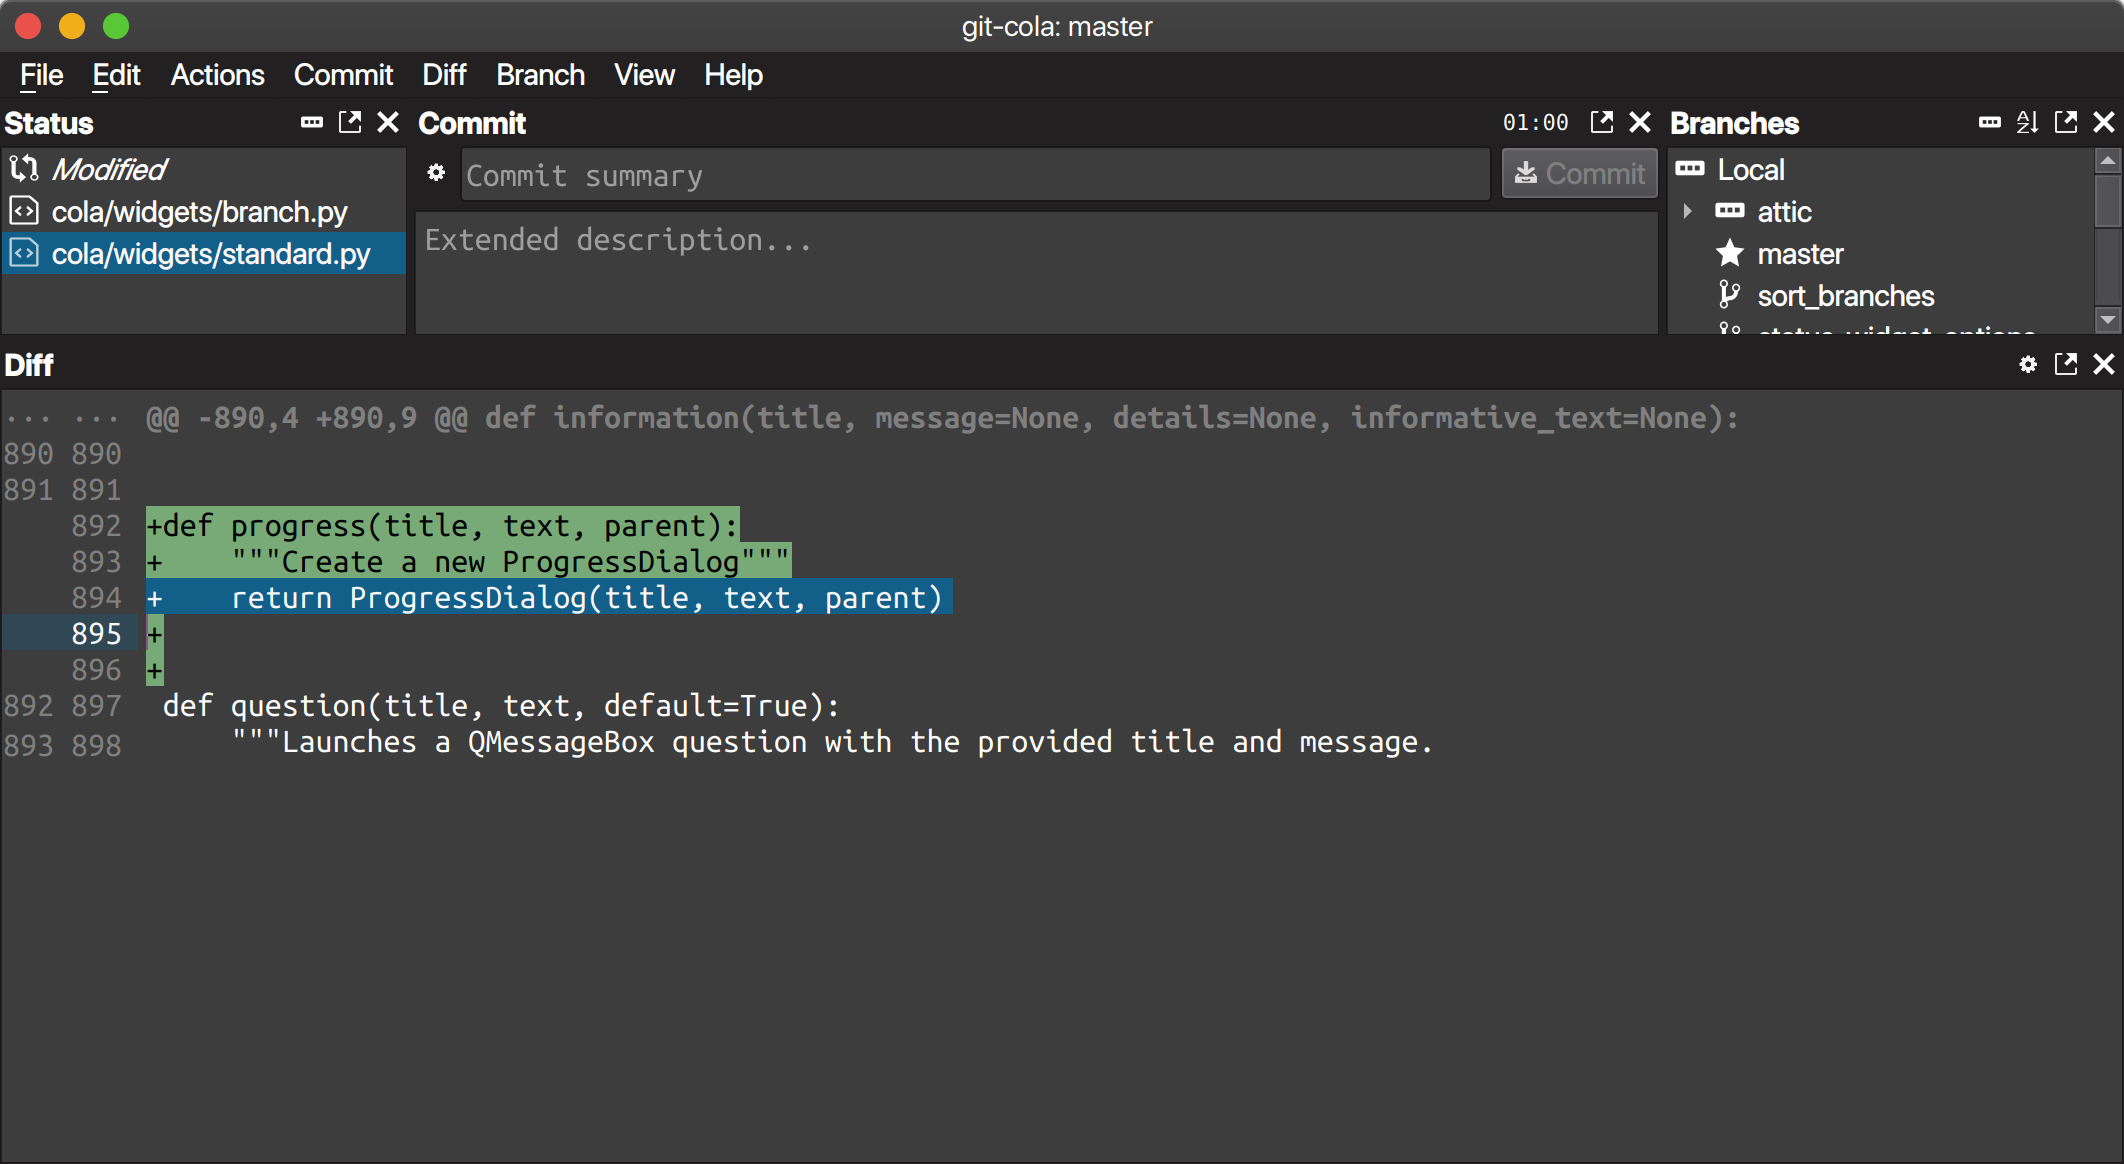 git-cola: master
File Edit Actions Commit Diff Branch View Help
Status
Modified
cola/widgets/branch.py
cola/widgets/standard.py
Commit 01:00
Commit summary
Commit
Extended description...
Branches
Local
attic
master
sort_branches
status_widget_options
Diff
... ... @@ -890,4 +890,9 @@ def information(title, message=None, details=None, informative_text=None):
890 890
891 891
892 +def progress(title, text, parent):
893 +    """Create a new ProgressDialog"""
894 +    return ProgressDialog(title, text, parent)
895 +
896 +
892 897  def question(title, text, default=True):
893 898      """Launches a QMessageBox question with the provided title and message.